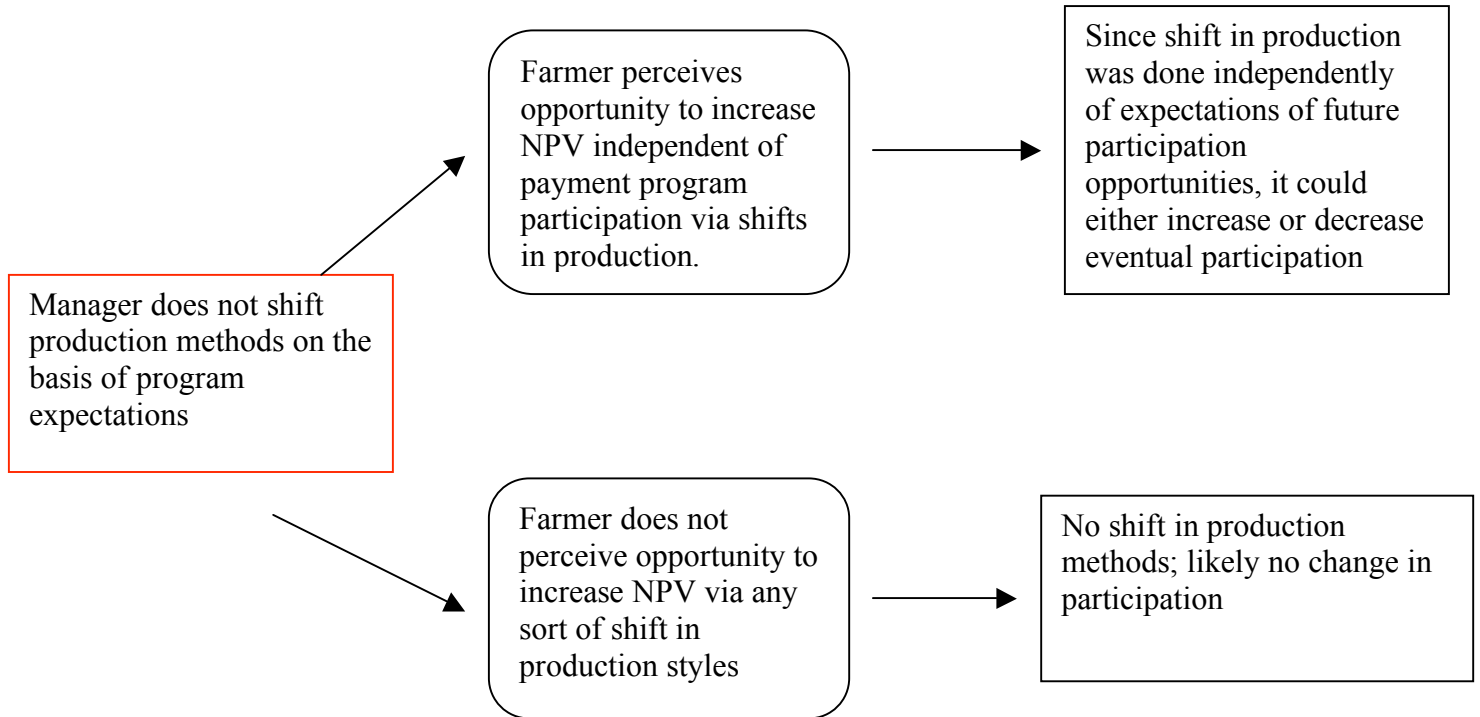 Manager does not shift
production methods on the
basis of program
expectations
Farmer perceives
opportunity to increase
NPV independent of
payment program
participation via shifts
in production.
Since shift in production
was done independently
of expectations of future
participation
opportunities, it could
either increase or decrease
eventual participation
Farmer does not
perceive opportunity to
increase NPV via any
sort of shift in
production styles
No shift in production
methods; likely no change in
participation